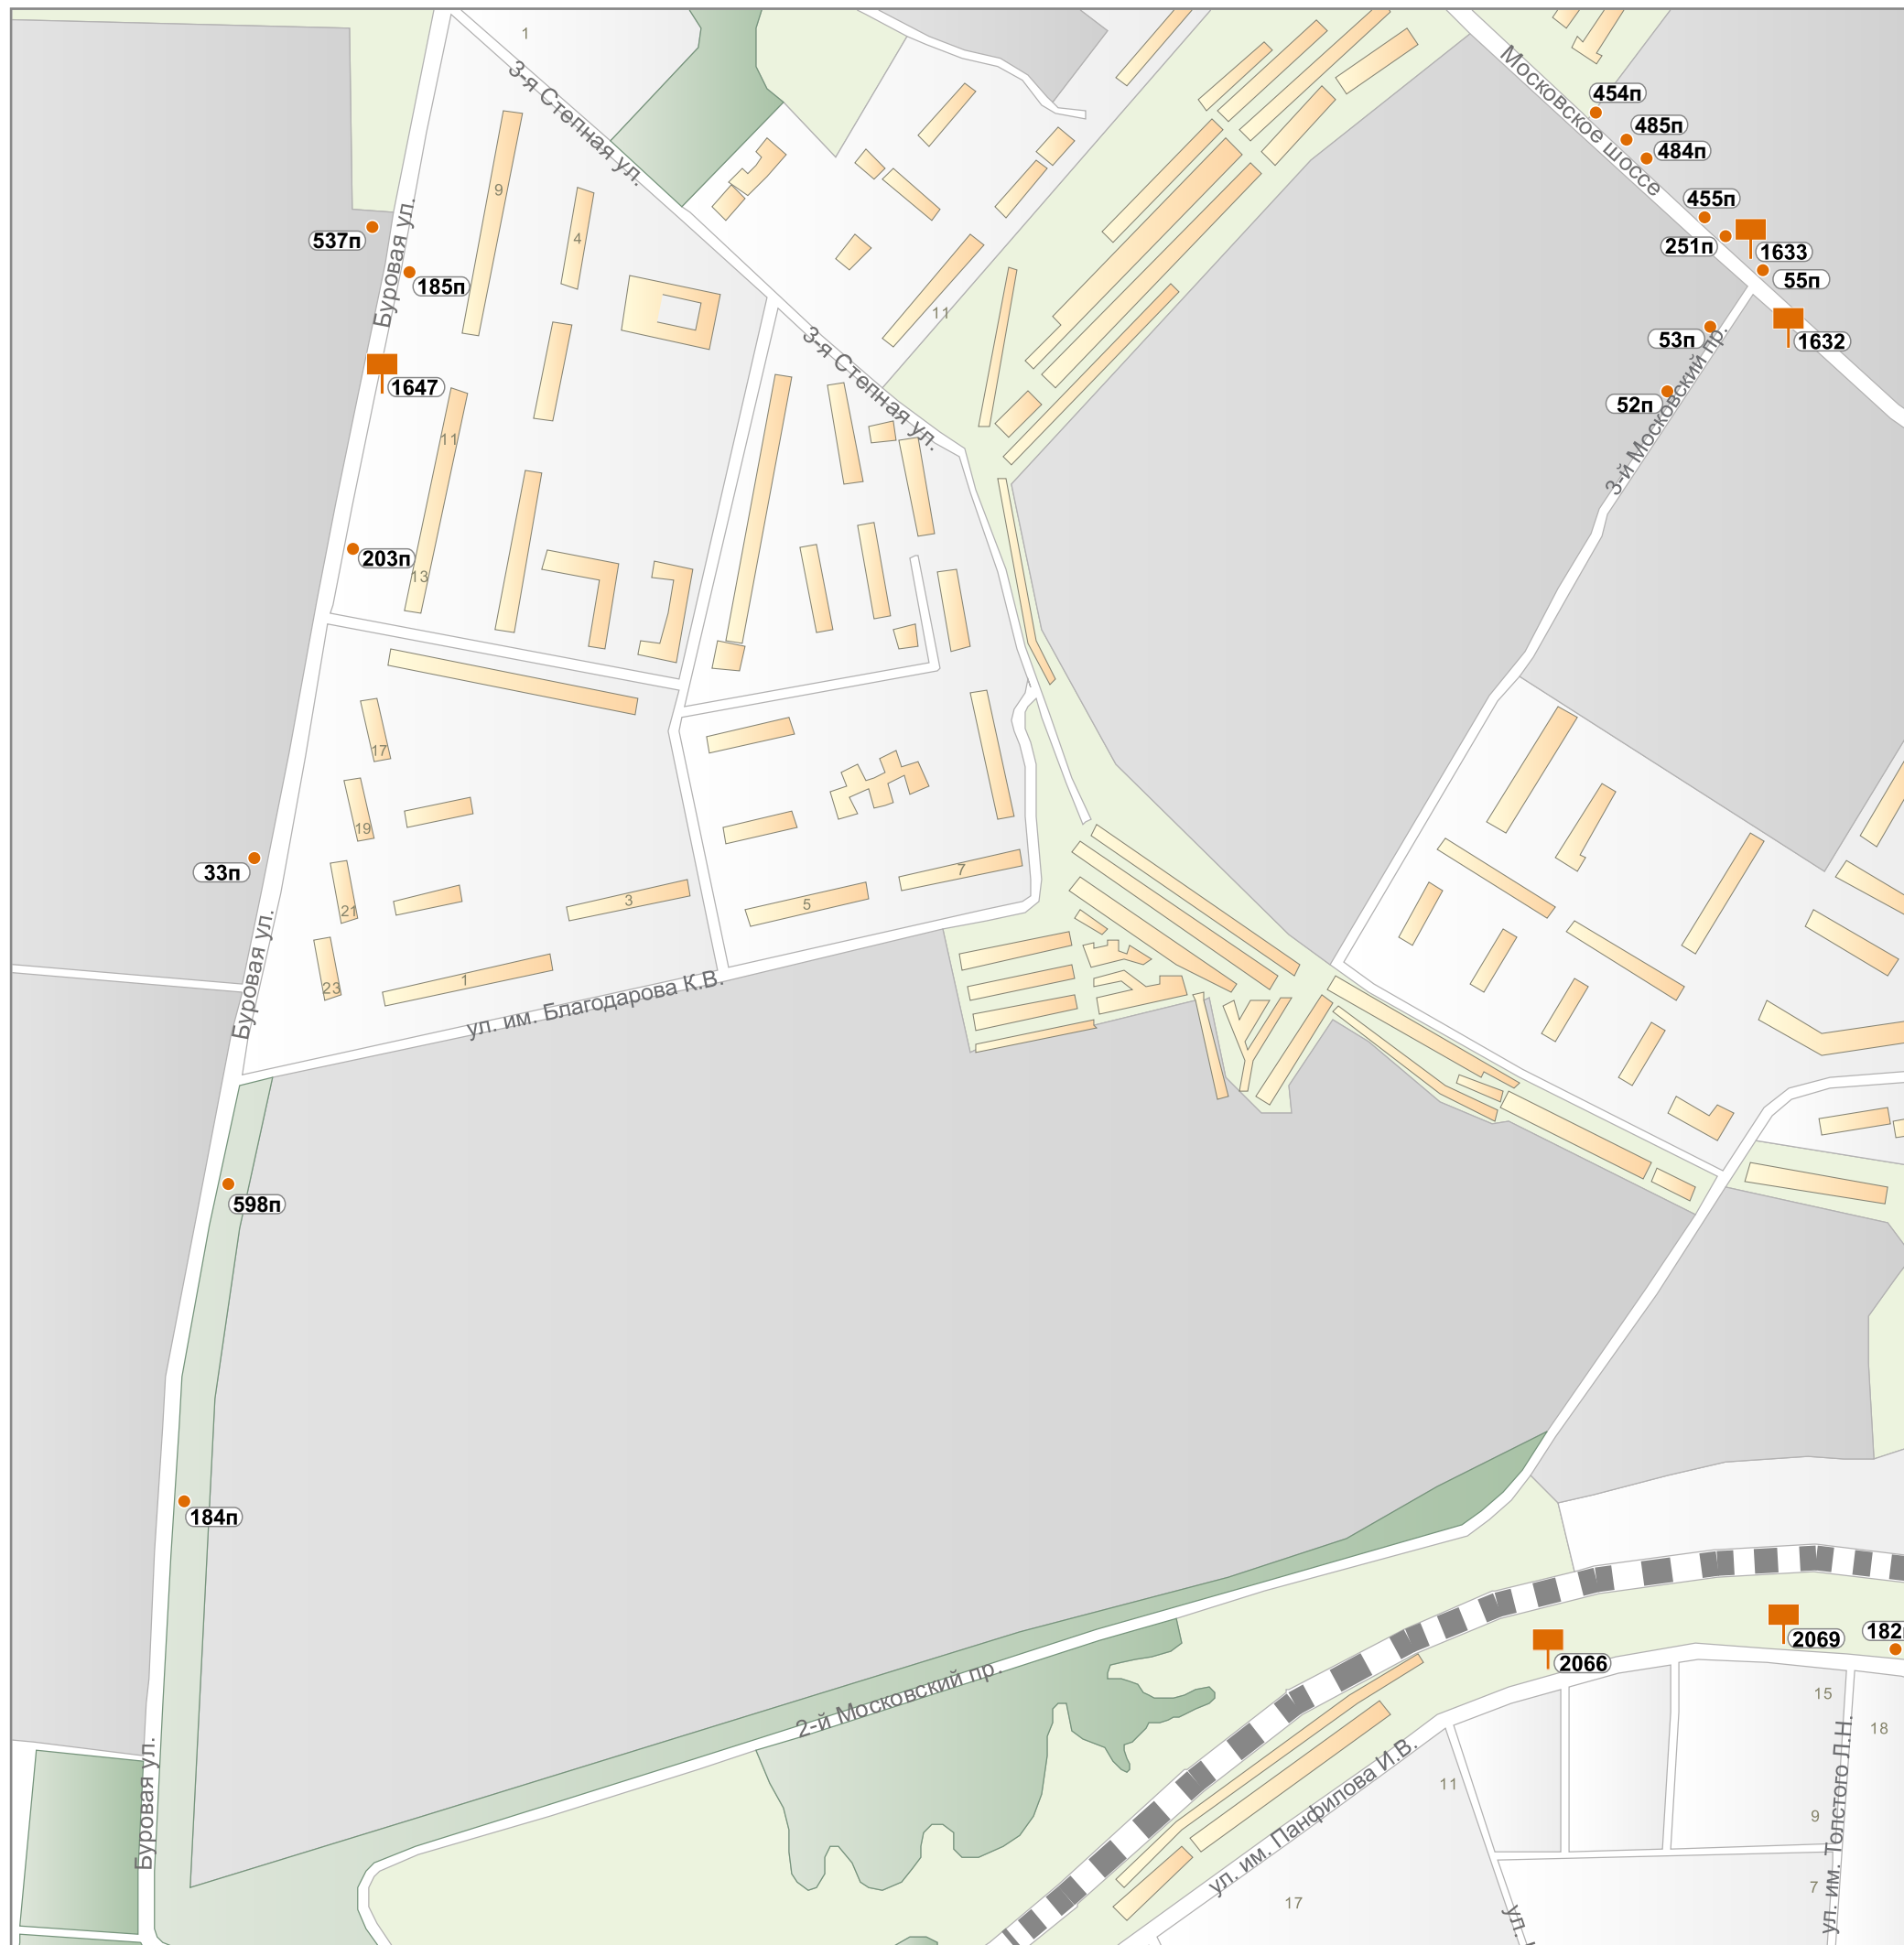 1
3-я Степная ул.
Московское шоссе
454п
485п
484п
9
4
455п
251п
1633
55п
537п
185п
Буровая ул.
11
3-я Степная ул.
53п
1632
1647
52п
3-й Московский пр.
11
203п
13
17
19
33п
21
3
5
7
23
1
Буровая ул.
ул. им. Благодарова К.В.
598п
184п
2069
2066
2-й Московский пр.
15
18
Буровая ул.
11
9
ул. им. Панфилова И.В.
ул. им. Толстого Л.Н.
17
7
ул.